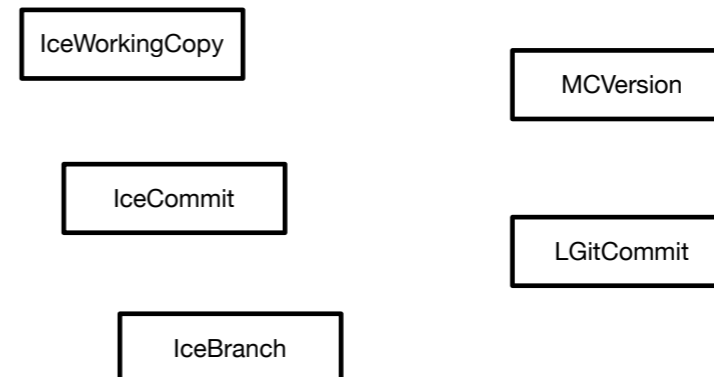 IceWorkingCopy
MCVersion
IceCommit
LGitCommit
IceBranch